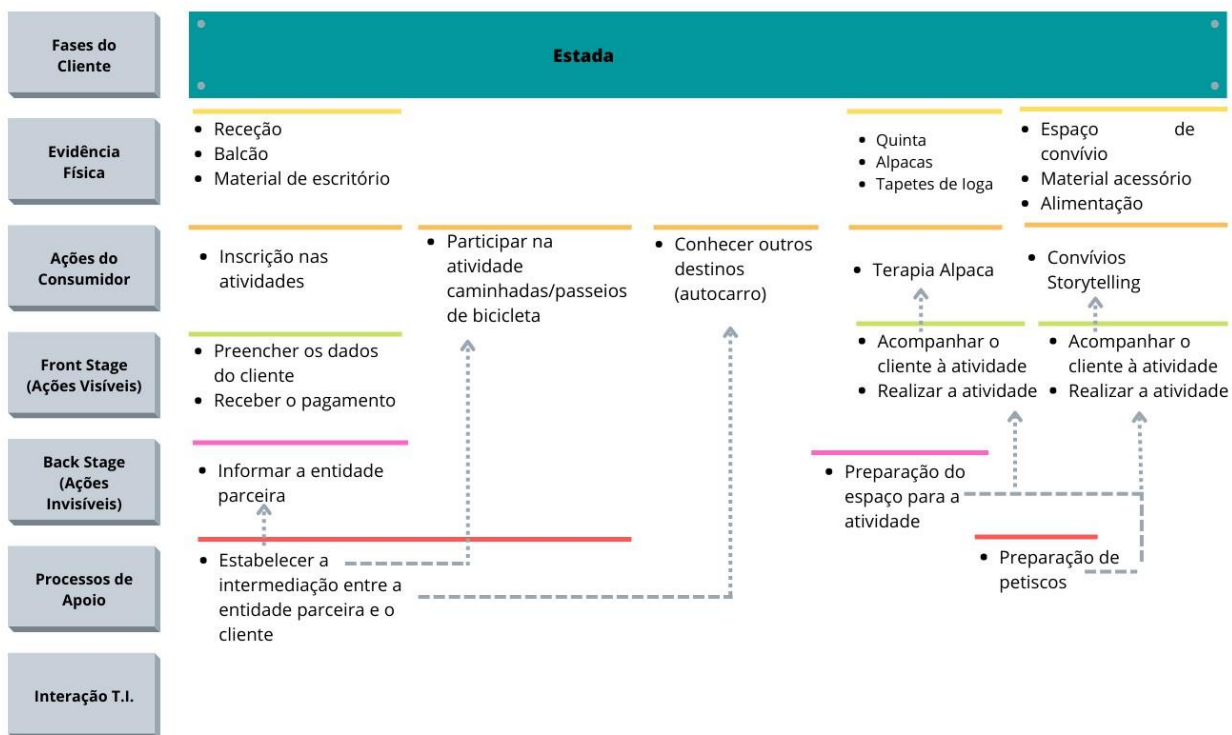 Fases do
Cliente
Estada
Evidência
Física
• Receção
• Balcão
• Material de escritório
• Quinta
• Alpacas
• Tapetes de Ioga
• Espaço de
convívio
• Material acessório
• Alimentação
Ações do
Consumidor
• Inscrição nas
atividades
• Participar na
atividade
caminhadas/passeios
de bicicleta
• Conhecer outros
destinos
(autocarro)
• Terapia Alpaca
• Convívios
Storytelling
Front Stage
(Ações Visíveis)
• Preencher os dados
do cliente
• Receber o pagamento
• Acompanhar o
cliente à atividade
• Realizar a atividade
• Acompanhar o
cliente à atividade
• Realizar a atividade
Back Stage
(Ações
Invisíveis)
• Informar a entidade
parceira
• Preparação do
espaço para a
atividade
Processos de
Apoio
• Estabelecer a
intermediação entre a
entidade parceira e o
cliente
• Preparação de
petiscos
Interação T.I.